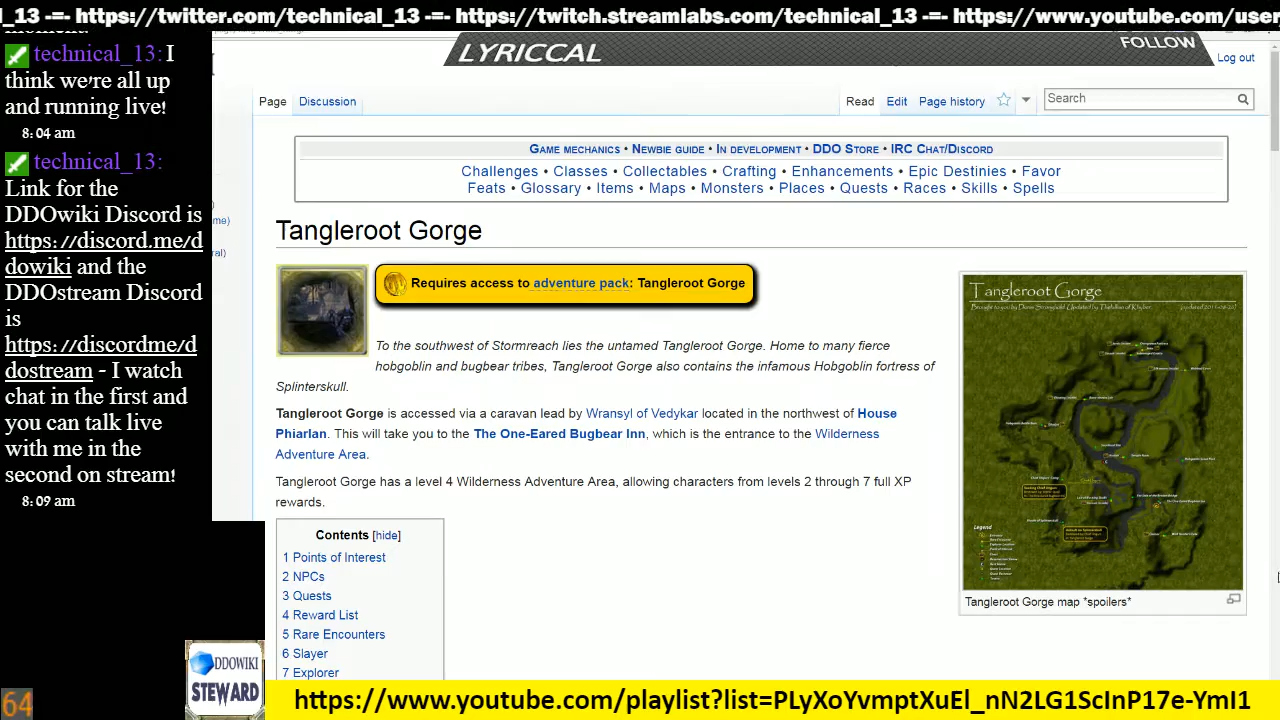 l_13 -=- https://twitter.com/technical_13 -=- https://twitch.streamlabs.com/technical_13 -=- https://www.youtube.com/user
technical_13: I
think we're all up
and running live!
8:04 am
technical_13:
Link for the
DDOwiki Discord is
https://discord.me/d
dowiki and the
DDOstream Discord
is
https://discordme/d
dostream - I watch
chat in the first and
you can talk live
with me in the
second on stream!
8:09 am
64
LYRICCAL
FOLLOW
Log out
Page Discussion
Read Edit Page history
Search
Game mechanics • Newbie guide • In development • DDO Store • IRC Chat/Discord
Challenges • Classes • Collectables • Crafting • Enhancements • Epic Destinies • Favor
Feats • Glossary • Items • Maps • Monsters • Places • Quests • Races • Skills • Spells
me)
ral)
Tangleroot Gorge
Requires access to adventure pack: Tangleroot Gorge
To the southwest of Stormreach lies the untamed Tangleroot Gorge. Home to many fierce
hobgoblin and bugbear tribes, Tangleroot Gorge also contains the infamous Hobgoblin fortress of
Splinterskull.
Tangleroot Gorge is accessed via a caravan lead by Wransyl of Vedykar located in the northwest of House
Phiarlan. This will take you to the The One-Eared Bugbear Inn, which is the entrance to the Wilderness
Adventure Area.
Tangleroot Gorge has a level 4 Wilderness Adventure Area, allowing characters from levels 2 through 7 full XP
rewards.
Contents [hide]
1 Points of Interest
2 NPCs
3 Quests
4 Reward List
5 Rare Encounters
6 Slayer
7 Explorer
Tangleroot Gorge
Legend
Tangleroot Gorge map *spoilers*
DDOWIKI
STEWARD
https://www.youtube.com/playlist?list=PLyXoYvmptXuEl_nN2LG1ScInP17e-YmI1